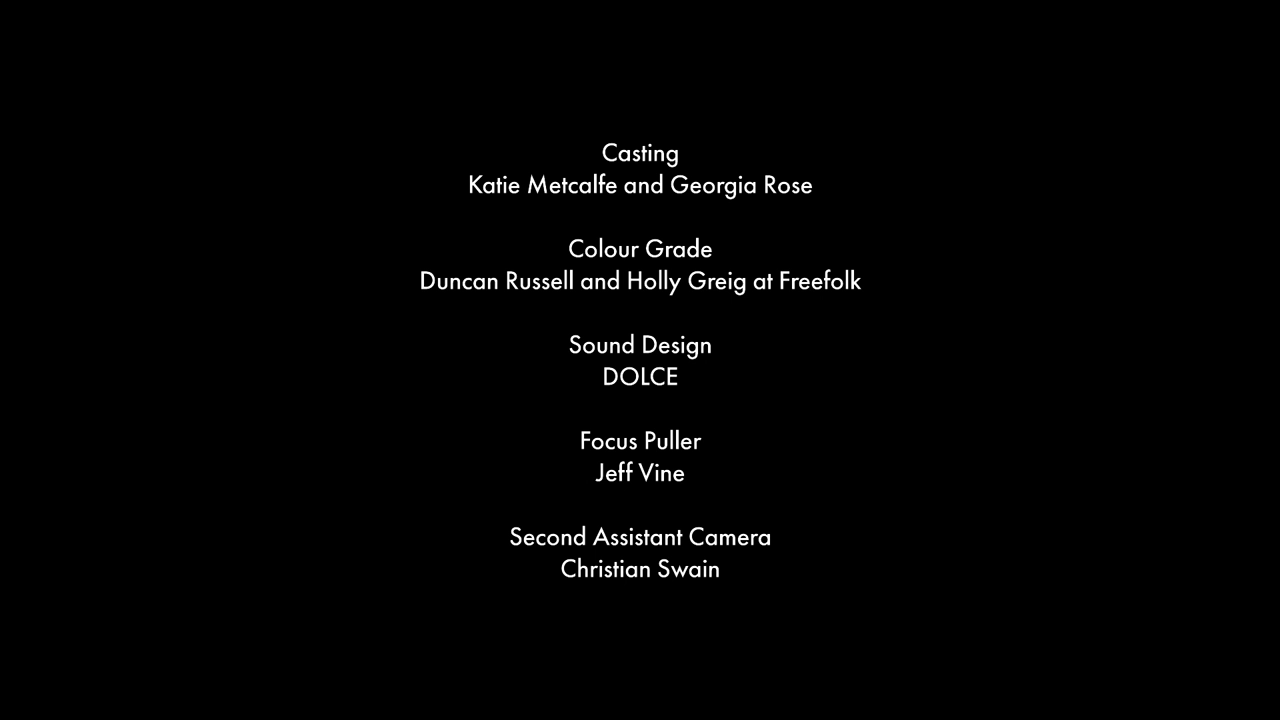 Casting
Katie Metcalfe and Georgia Rose
Colour Grade
Duncan Russell and Holly Greig at Freefolk
Sound Design
DOLCE
Focus Puller
Jeff Vine
Second Assistant Camera
Christian Swain